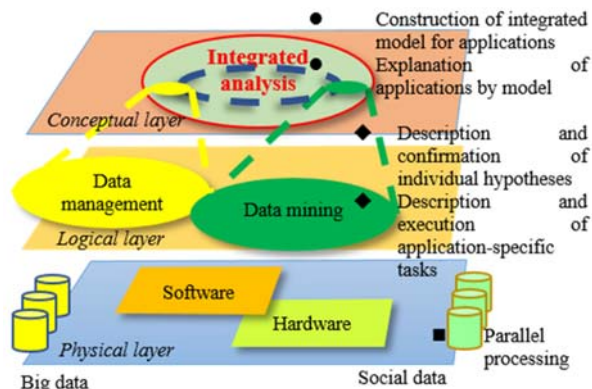 Construction of integrated
model for applications
Explanation of
applications by model
Integrated
analysis
Conceptual layer
Description and
confirmation of
individual hypotheses
Description and
execution of
application-specific
tasks
Data
management
Data mining
Logical layer
Software
Hardware
Physical layer
Parallel
processing
Big data
Social data